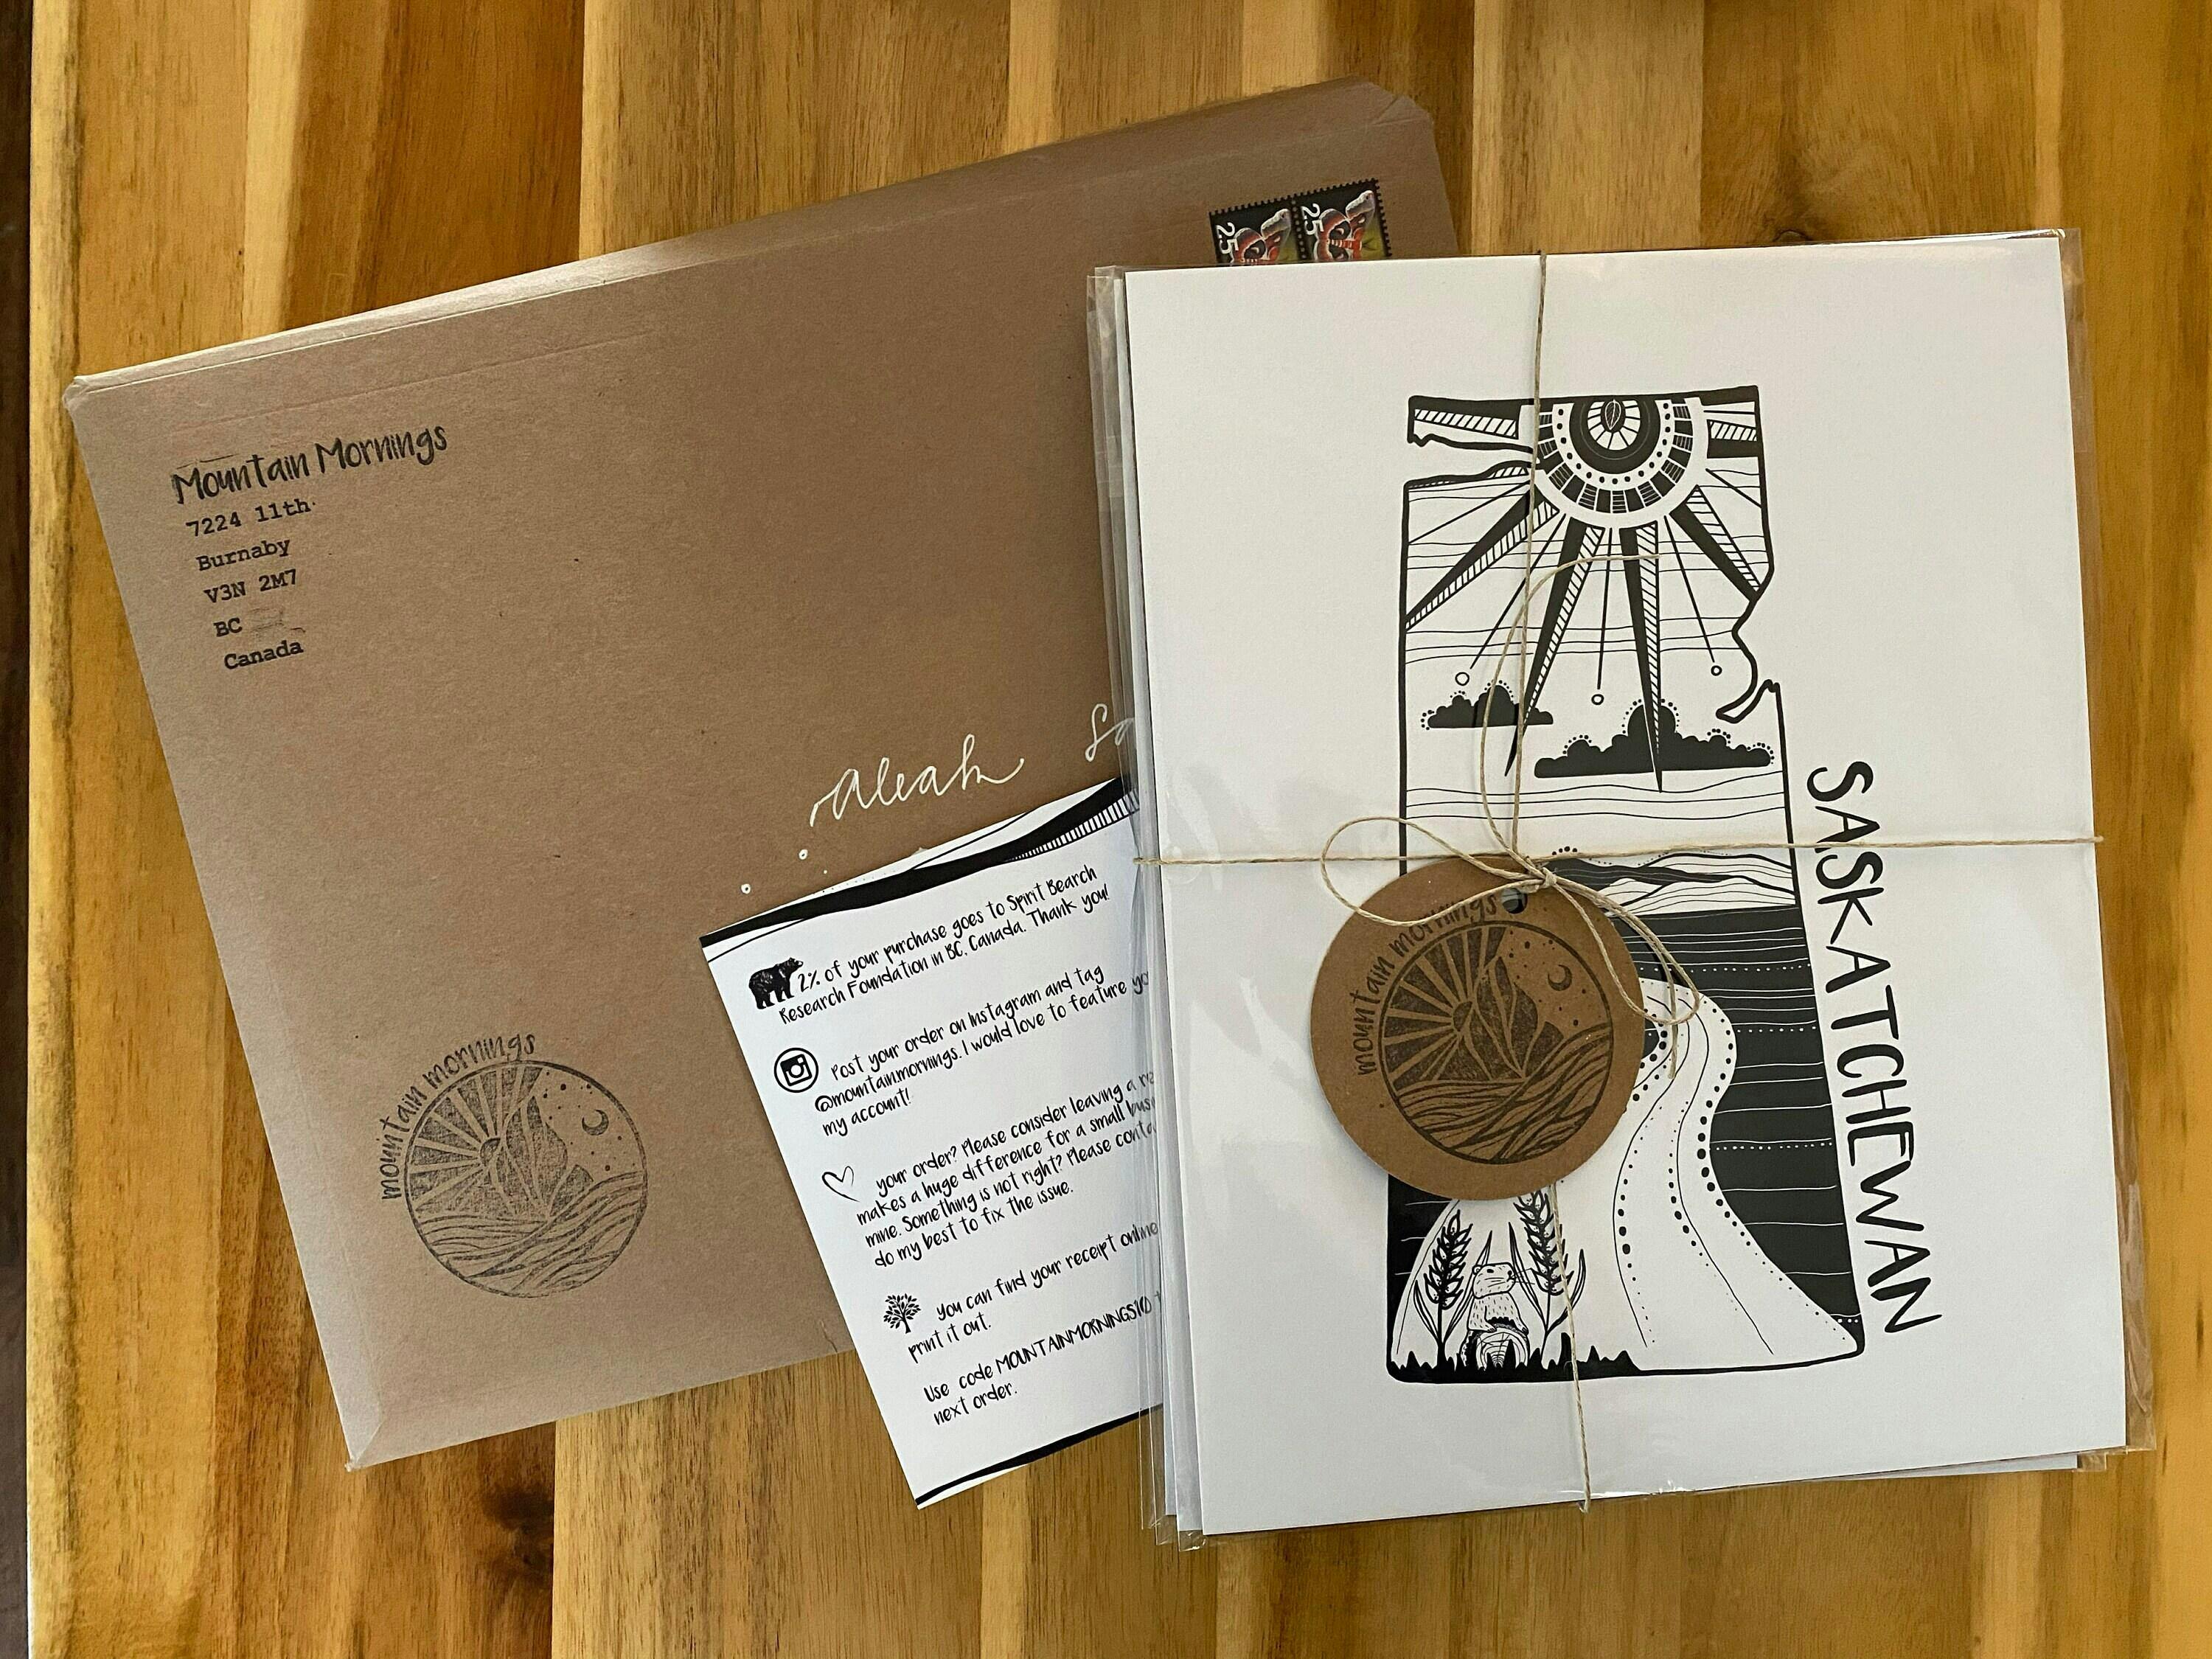 Mountain Mornings
7224 11th
Burnaby
V3N 2M7
BC
Canada
25
25
Aleah
mountain mornings
2% of your purchase goes to Spirit Bearch
Research Foundation in BC, Canada. Thank you!
Post your order on Instagram and tag
@mountain.mornings. I would love to feature
my account!
your order? Please consider leaving a
makes a huge difference for a small
mine. Something is not right? Please
do my best to fix the issue.
you can find your receipt online
print it out.
Use code MOUNTAINMORNINGS10
next order.
mountain mornings
SASKATCHEWAN